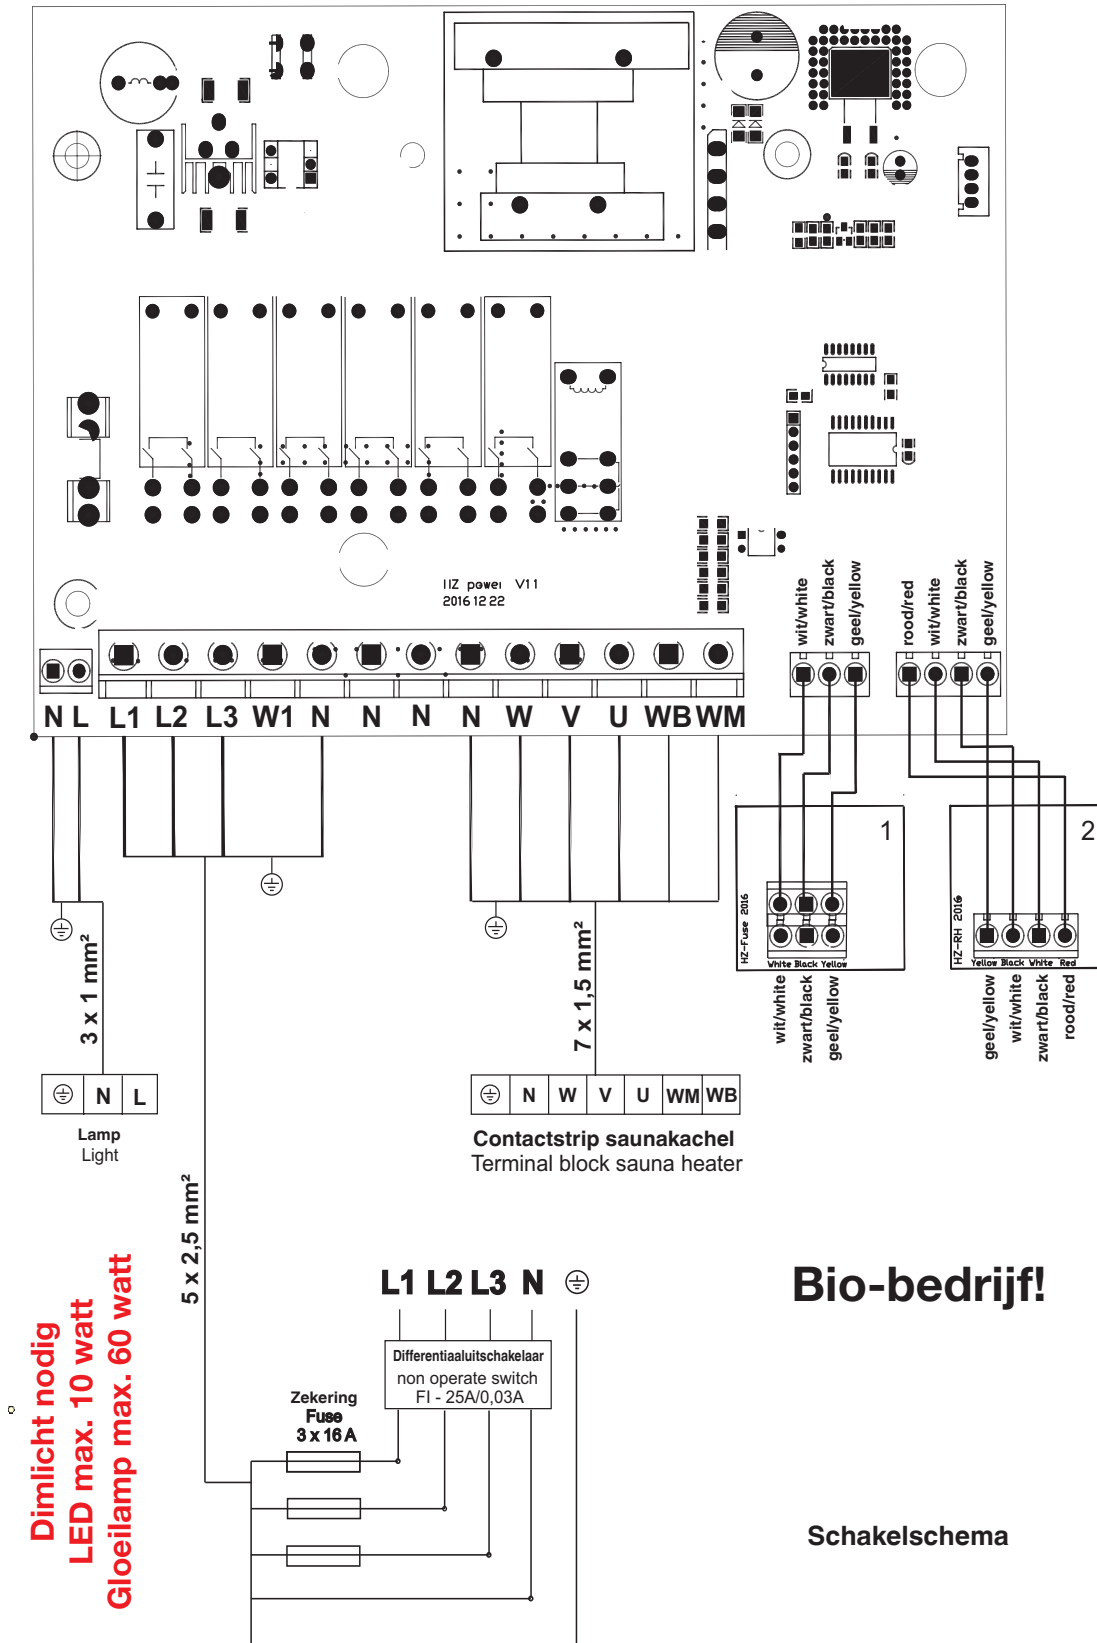 IIZ power V11
2016 12 22
wit/white
zwart/black
geel/yellow
rood/red
wit/white
zwart/black
geel/yellow
N L L1 L2 L3 W1 N N N N W V U WB WM
1
HZ-Fuse 2016
White Black Yellow
wit/white
zwart/black
geel/yellow
2
HZ-RH 2016
Yellow Black White Red
geel/yellow
wit/white
zwart/black
rood/red
3 x 1 mm²
7 x 1,5 mm²
N L
Lamp
Light
N W V U WM WB
Contactstrip saunakachel
Terminal block sauna heater
5 x 2,5 mm²
L1 L2 L3 N
Differentiaaluitschakelaar
non operate switch
FI - 25A/0,03A
Zekering
Fuse
3 x 16 A
Bio-bedrijf!
Dimlicht nodig
LED max. 10 watt
Gloeilamp max. 60 watt
Schakelschema